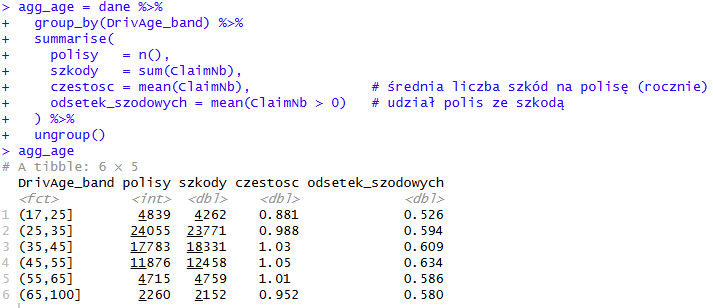 > agg_age = dane %>%
+   group_by(DrivAge_band) %>%
+   summarise(
+     polisy   = n(),
+     szkody   = sum(ClaimNb),
+     czestosc = mean(ClaimNb),             # średnia liczba szkód na polisę (rocznie)
+     odsetek_szodowych = mean(ClaimNb > 0)   # udział polis ze szkodą
+   ) %>%
+   ungroup()
> agg_age
# A tibble: 6 × 5
  DrivAge_band polisy szkody czestosc odsetek_szodowych
  <fct>         <int>  <dbl>    <dbl>             <dbl>
1 (17,25]        4839   4262    0.881             0.526
2 (25,35]       24055  23771    0.988             0.594
3 (35,45]       17783  18331    1.03              0.609
4 (45,55]       11876  12458    1.05              0.634
5 (55,65]        4715   4759    1.01              0.586
6 (65,100]       2260   2152    0.952             0.580